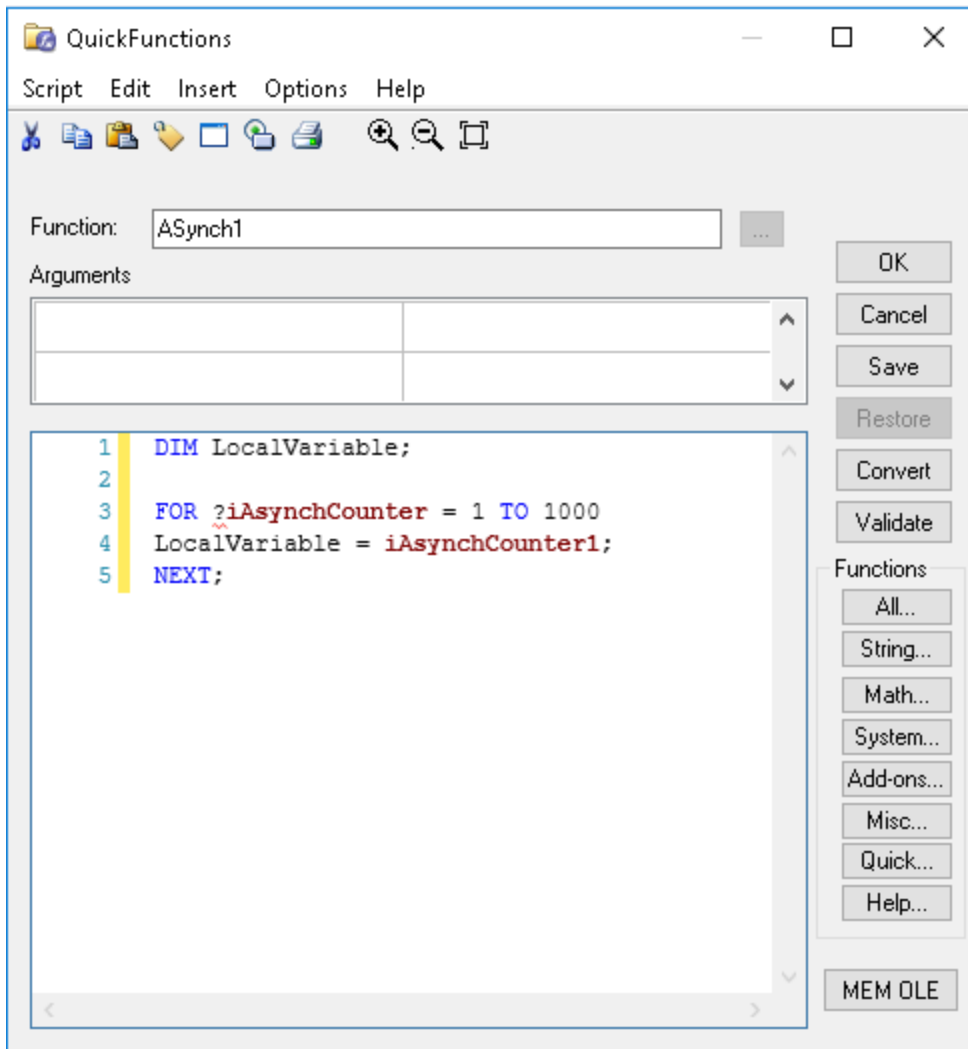 QuickFunctions
Script Edit Insert Options Help
Function: ASynch1 ...
Arguments
OK
Cancel
Save
Restore
Convert
Validate
1 DIM LocalVariable;
2
3 FOR ?iAsynchCounter = 1 TO 1000
4 LocalVariable = iAsynchCounter1;
5 NEXT;
Functions
All...
String...
Math...
System...
Add-ons...
Misc...
Quick...
Help...
MEM OLE